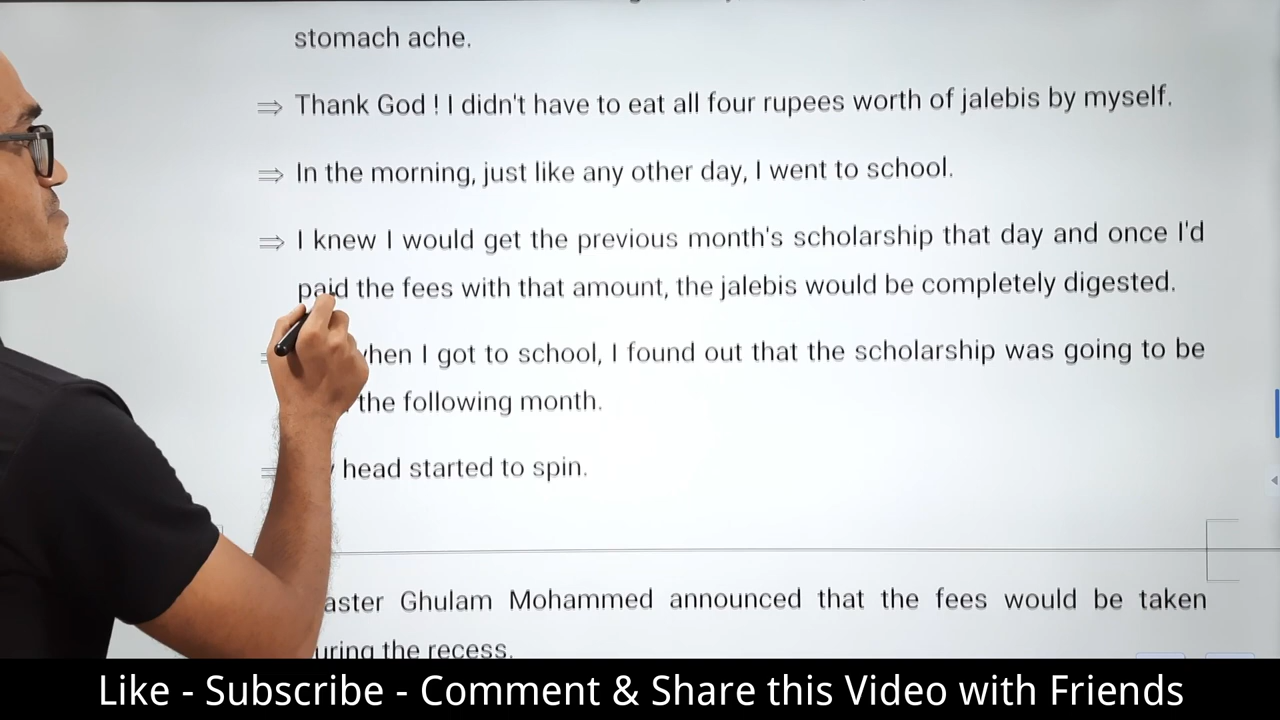 stomach ache.
⇒ Thank God ! I didn't have to eat all four rupees worth of jalebis by myself.
⇒ In the morning, just like any other day, I went to school.
⇒ I knew I would get the previous month's scholarship that day and once I'd
paid the fees with that amount, the jalebis would be completely digested.
when I got to school, I found out that the scholarship was going to be
the following month.
head started to spin.
Master Ghulam Mohammed announced that the fees would be taken
during the recess.
Like - Subscribe - Comment & Share this Video with Friends